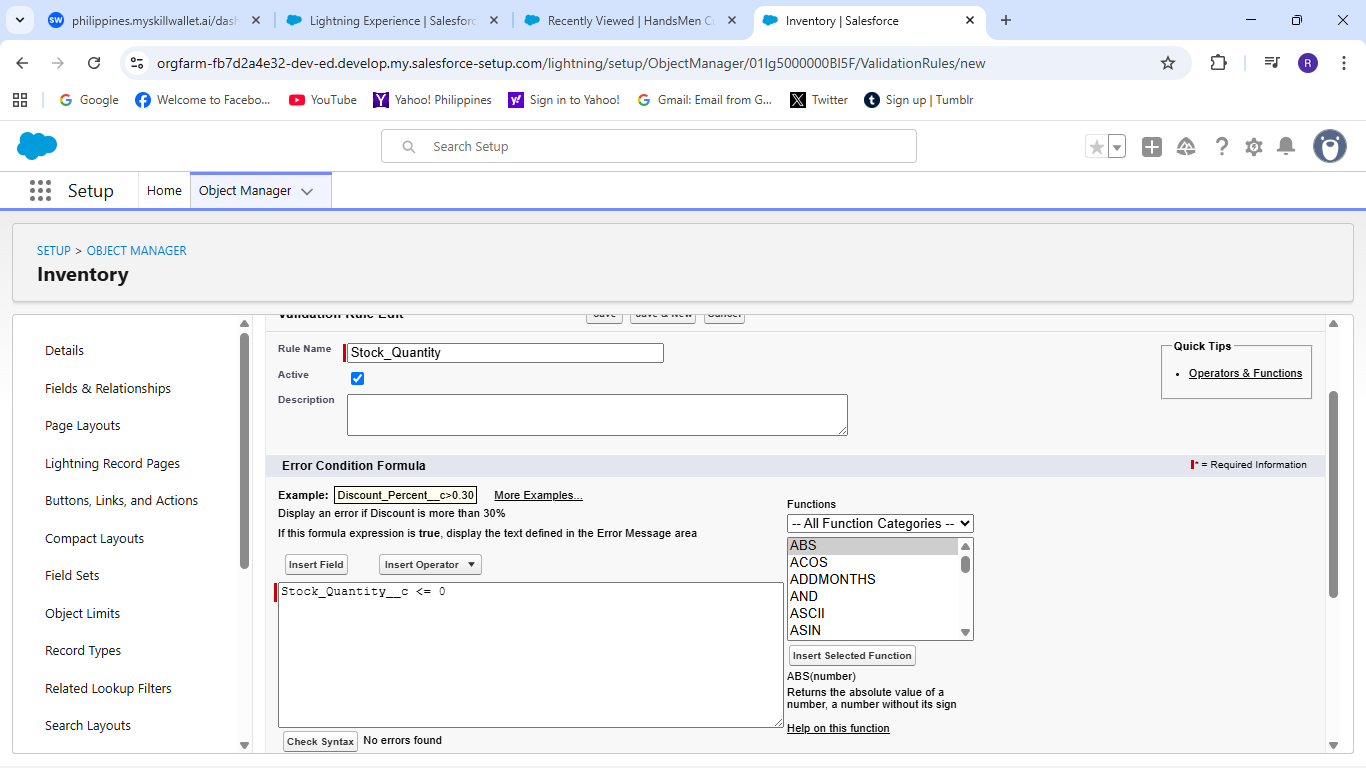 philippines.myskillwallet.ai/dash
Lightning Experience | Salesforc
Recently Viewed | HandsMen Cu
Inventory | Salesforce
orgfarm-fb7d2a4e32-dev-ed.develop.my.salesforce-setup.com/lightning/setup/ObjectManager/01Ig5000000BI5F/ValidationRules/new
R
Google
Welcome to Facebo...
YouTube
Yahoo! Philippines
Sign in to Yahoo!
Gmail: Email from G...
Twitter
Sign up | Tumblr
Search Setup
Setup
Home
Object Manager
SETUP > OBJECT MANAGER
Inventory
Details
Fields & Relationships
Page Layouts
Lightning Record Pages
Buttons, Links, and Actions
Compact Layouts
Field Sets
Object Limits
Record Types
Related Lookup Filters
Search Layouts
Validation Rule Edit
Save
Save & New
Cancel
Rule Name
Stock_Quantity
Active
Description
Quick Tips
Operators & Functions
Error Condition Formula
= Required Information
Example: Discount_Percent__c>0.30 More Examples...
Display an error if Discount is more than 30%
If this formula expression is true, display the text defined in the Error Message area
Insert Field
Insert Operator
Stock_Quantity__c <= 0
Check Syntax
No errors found
Functions
-- All Function Categories --
ABS
ACOS
ADDMONTHS
AND
ASCII
ASIN
Insert Selected Function
ABS(number)
Returns the absolute value of a
number, a number without its sign
Help on this function